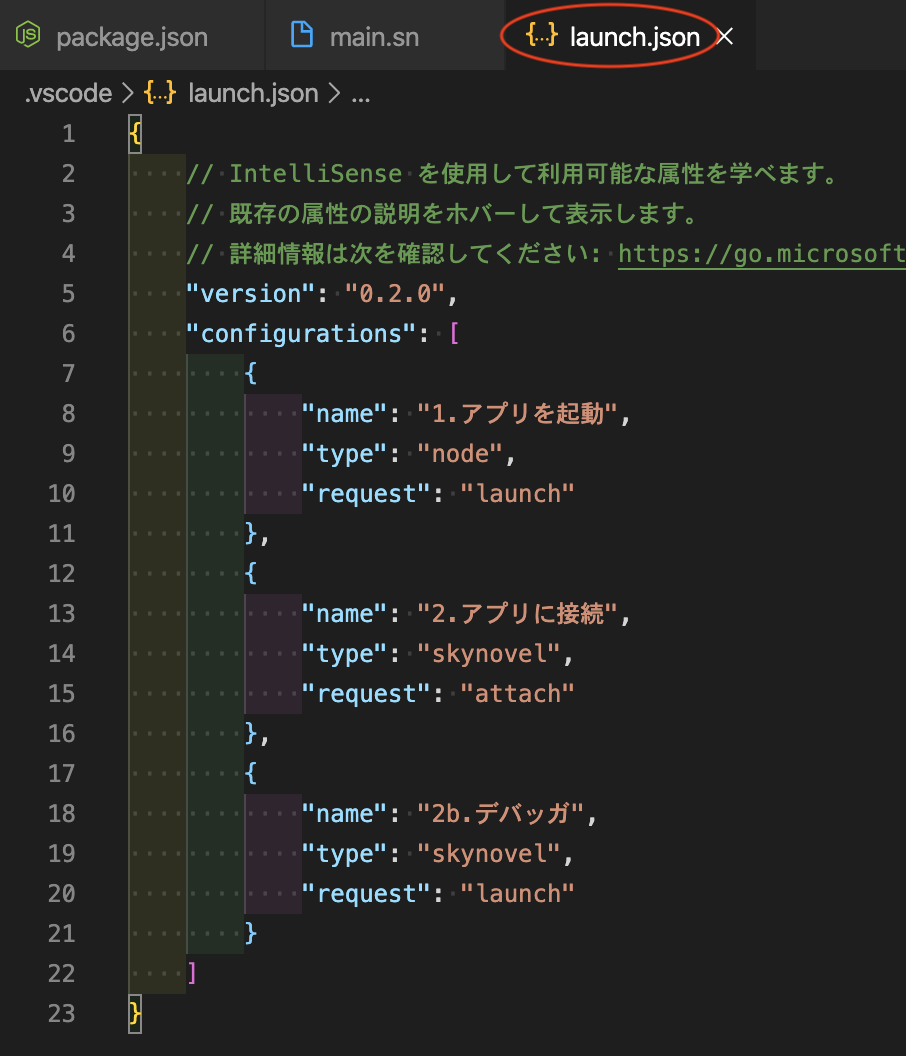 package.json
main.sn
{…} launch.json ×
.vscode > {…} launch.json > ...
1 {
2 // IntelliSense を使用して利用可能な属性を学べます。
3 // 既存の属性の説明をホバーして表示します。
4 // 詳細情報は次を確認してください: https://go.microsoft
5 "version": "0.2.0",
6 "configurations": [
7 {
8 "name": "1.アプリを起動",
9 "type": "node",
10 "request": "launch"
11 },
12 {
13 "name": "2.アプリに接続",
14 "type": "skynovel",
15 "request": "attach"
16 },
17 {
18 "name": "2b.デバッガ",
19 "type": "skynovel",
20 "request": "launch"
21 }
22 ]
23 }